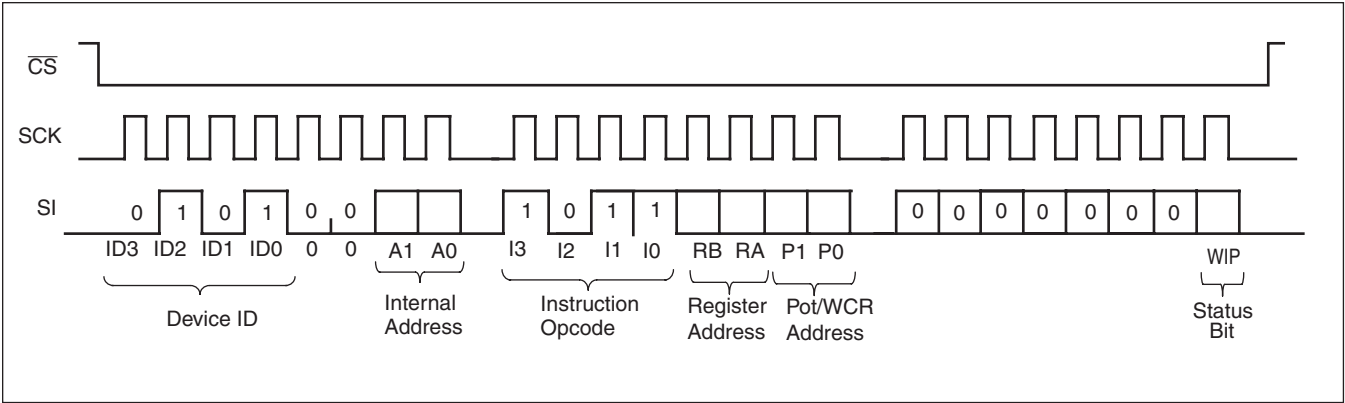 CS
SCK
SI
0 1 0 1 0 0 1 0 1 1 0 0 0 0 0 0 0
ID3 ID2 ID1 ID0 0 0 A1 A0 I3 I2 I1 I0 RB RA P1 P0 WIP
Device ID
Internal
Address
Instruction
Opcode
Register
Address
Pot/WCR
Address
Status
Bit